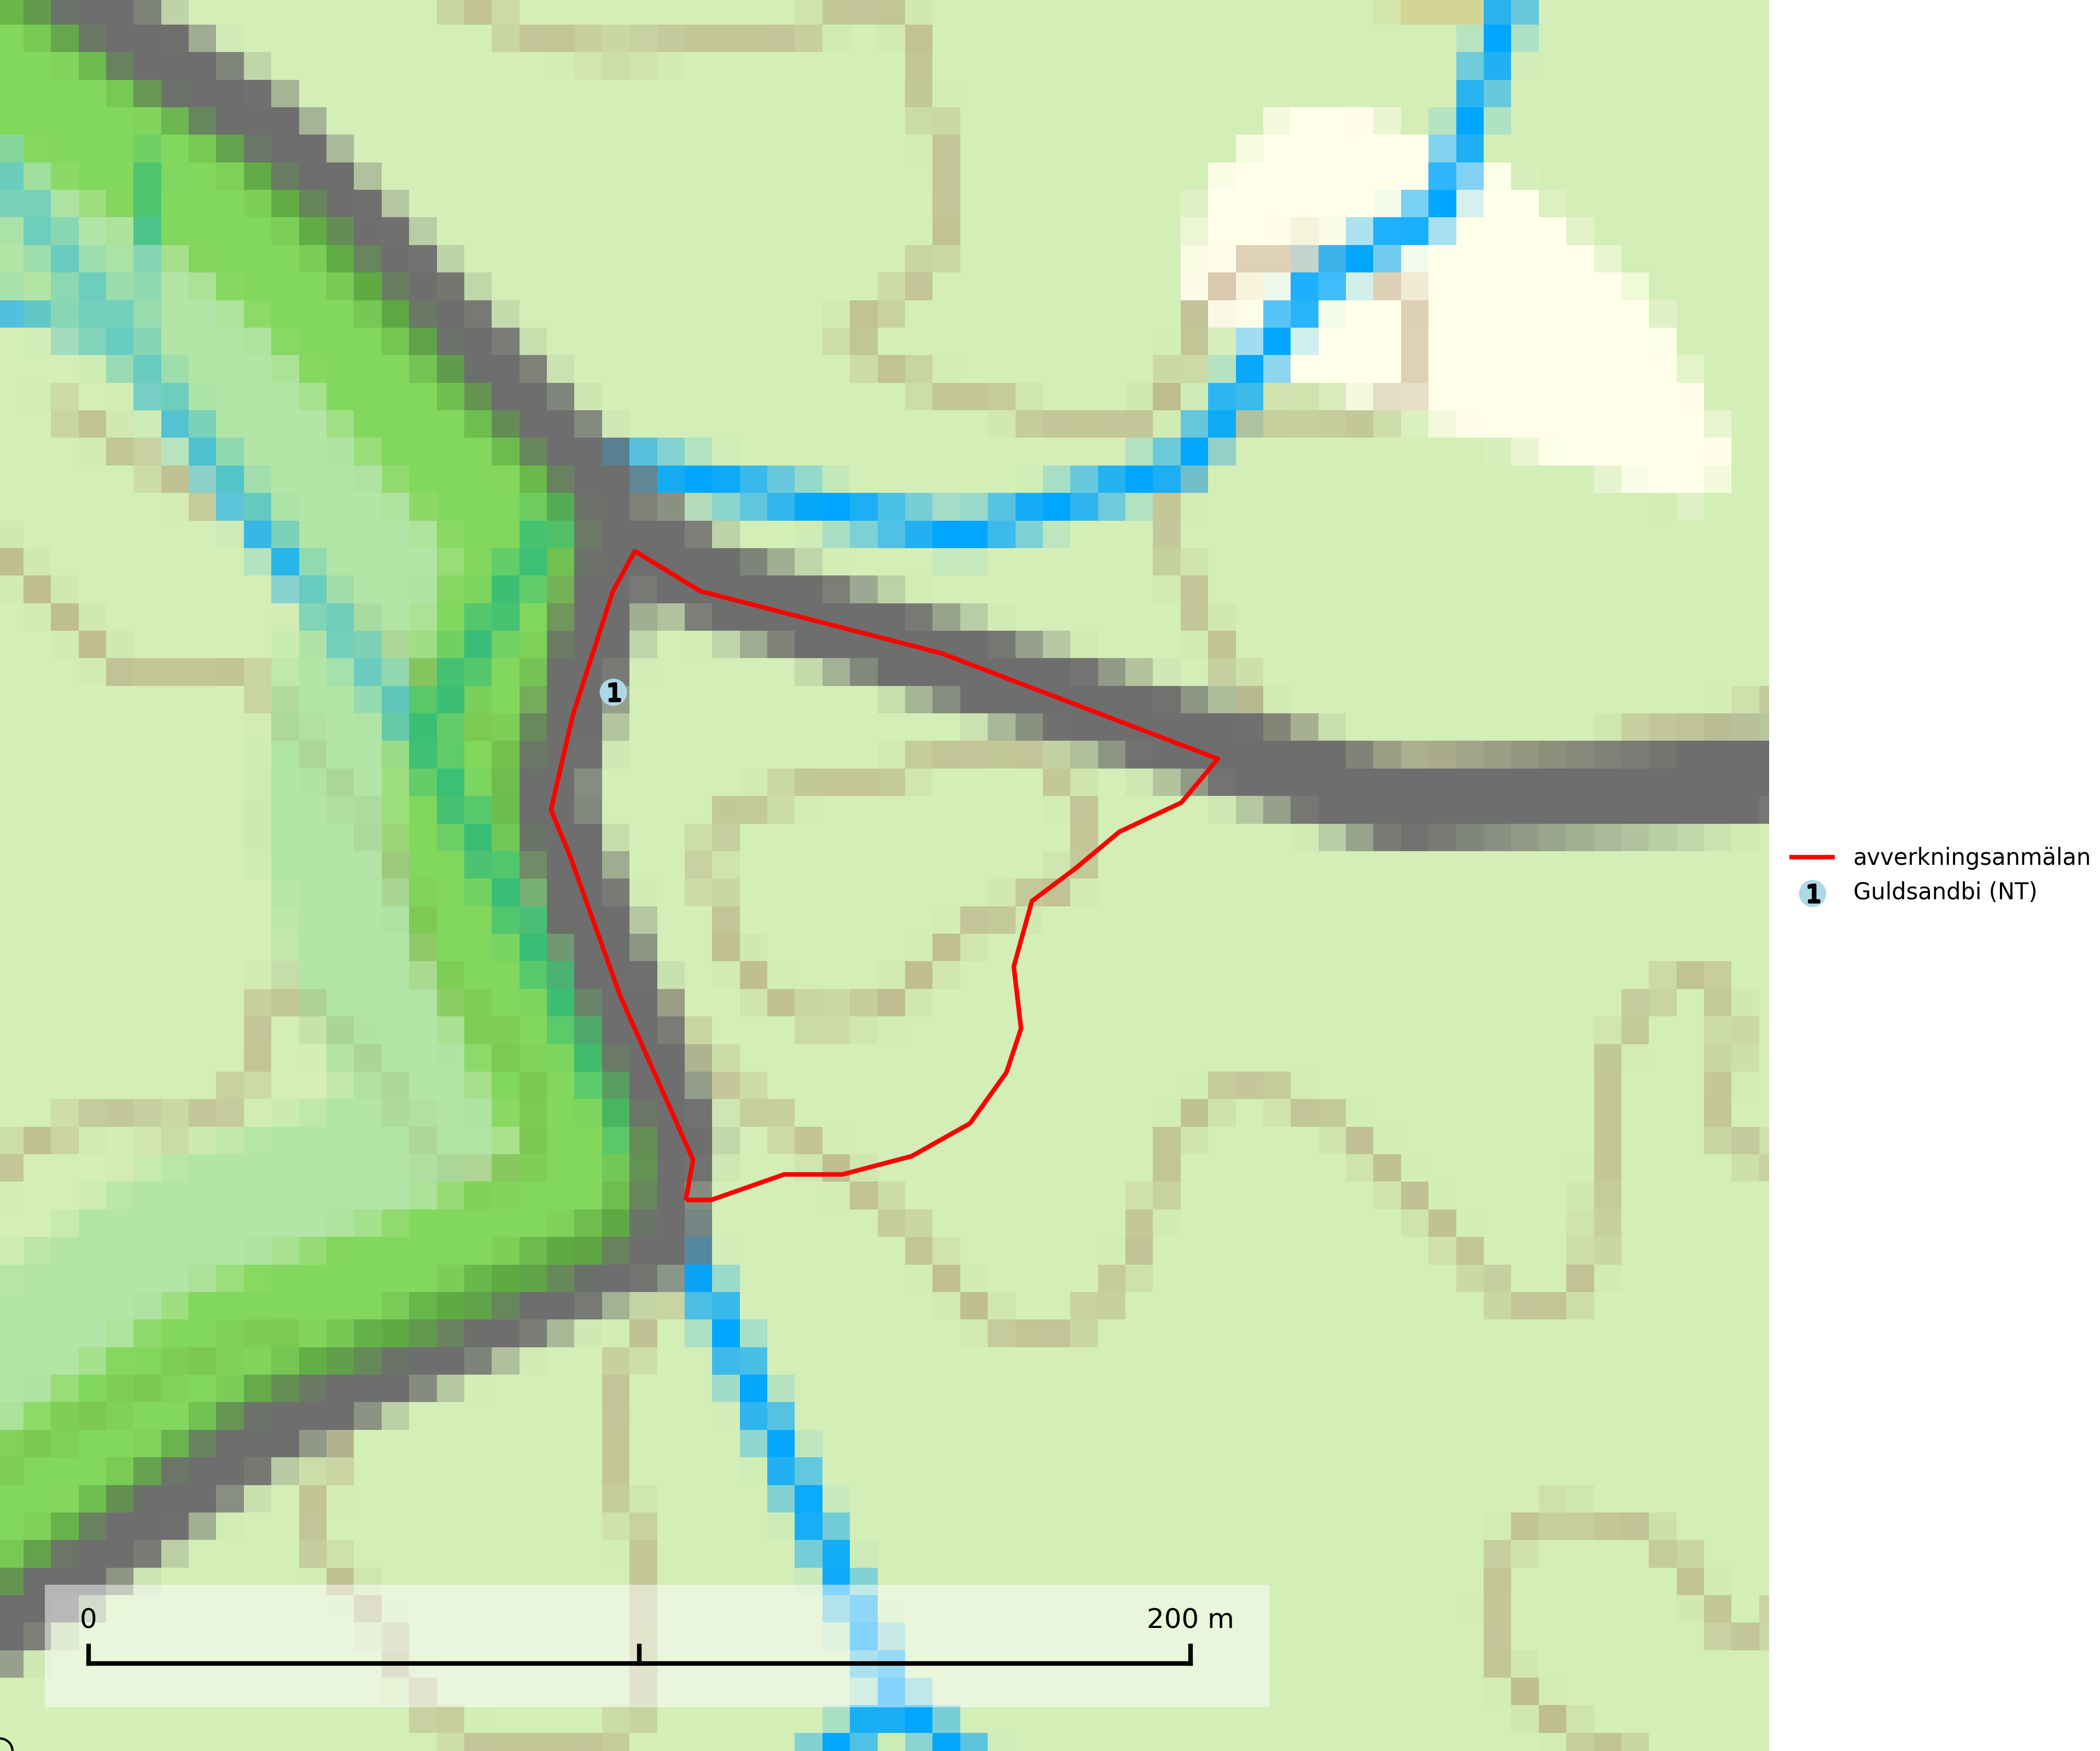 1
avverkningsanmälan
1 Guldsandbi (NT)
0 200 m